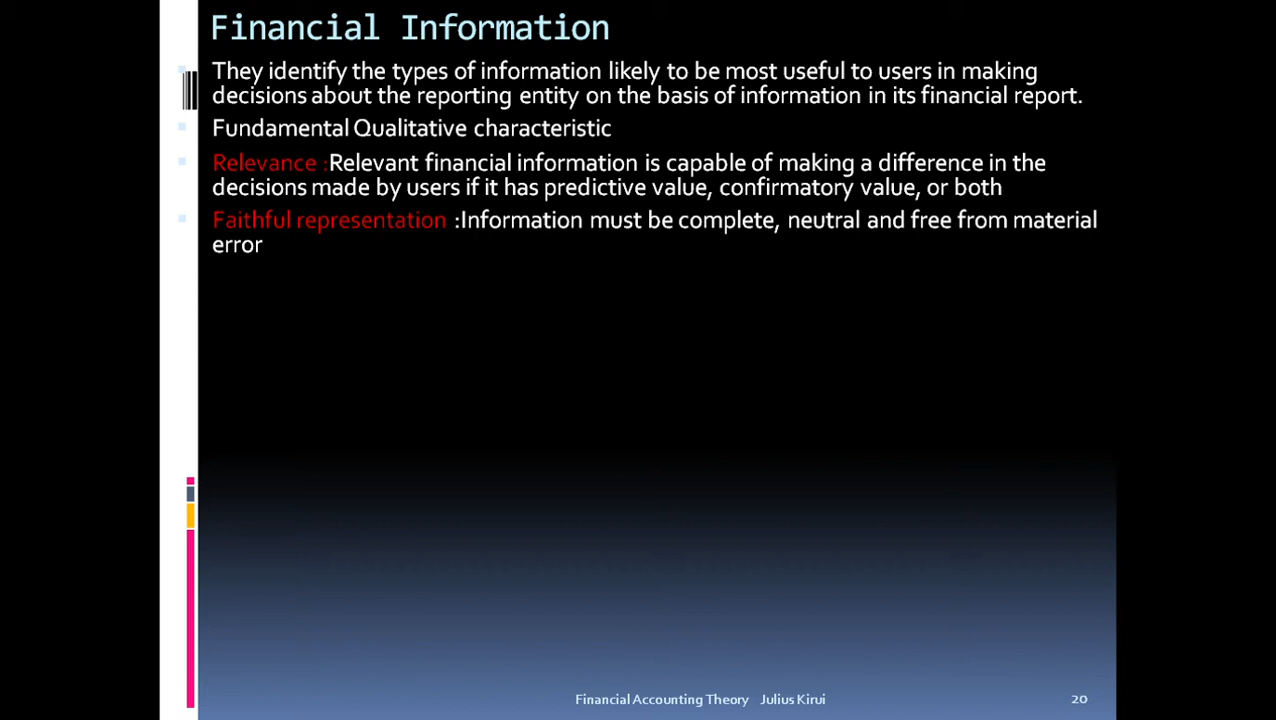 Financial Information
They identify the types of information likely to be most useful to users in making
decisions about the reporting entity on the basis of information in its financial report.
Fundamental Qualitative characteristic
Relevance :Relevant financial information is capable of making a difference in the
decisions made by users if it has predictive value, confirmatory value, or both
Faithful representation :Information must be complete, neutral and free from material
error
Financial Accounting Theory Julius Kirui 20